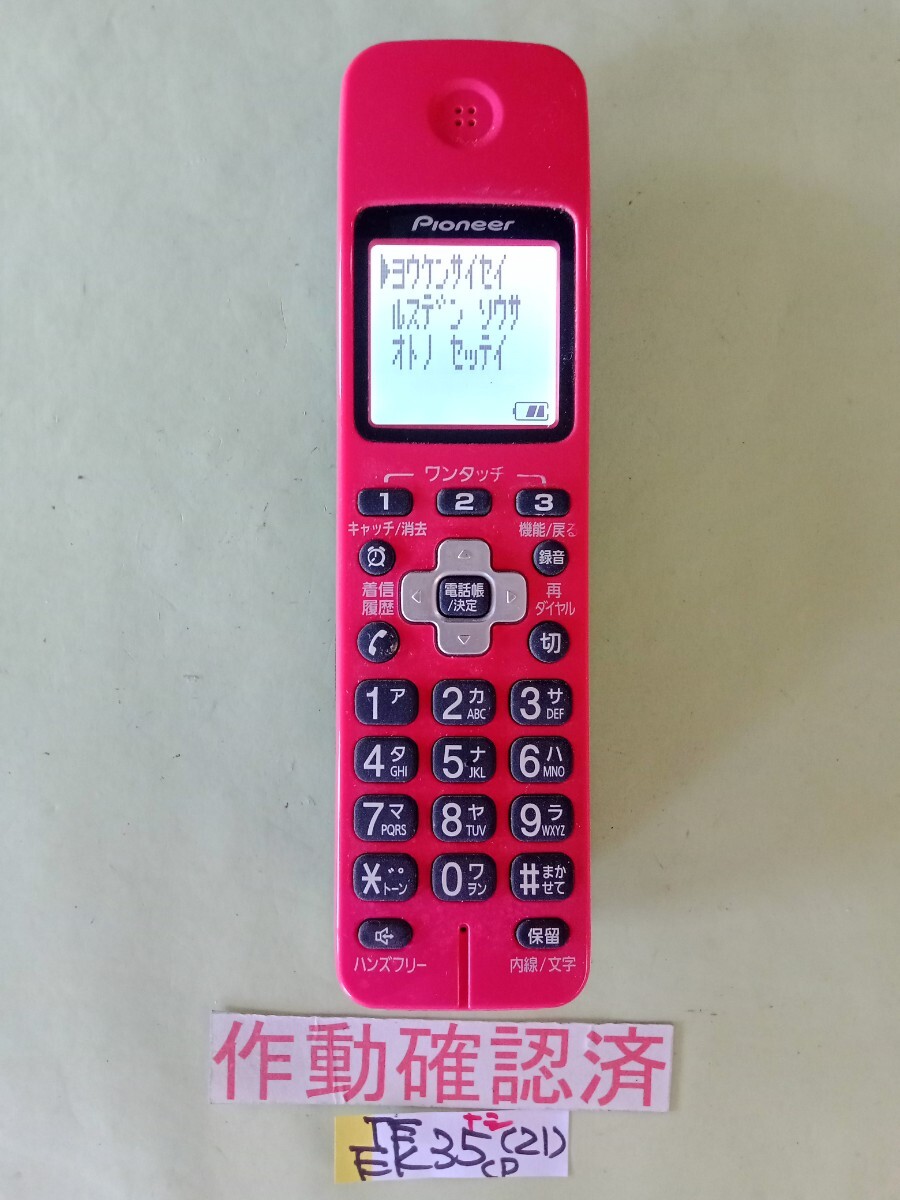 Pioneer
ヨウケンサイセイ
ルスデン ソウサ
オトノ セッテイ
ワンタッチ
1 2 3
キャッチ/消去 機能/戻る
録音
着信
履歴
電話帳
/決定
再
ダイヤル
切
1 ア 2 カ ABC 3 サ DEF
4 タ GHI 5 ナ JKL 6 ハ MNO
7 マ PQRS 8 ヤ TUV 9 ラ WXYZ
* ゛゜ トーン 0 ワ ヲン # まかせて
保留
ハンズフリー 内線/文字
作動確認済
EK35 (21)
CD